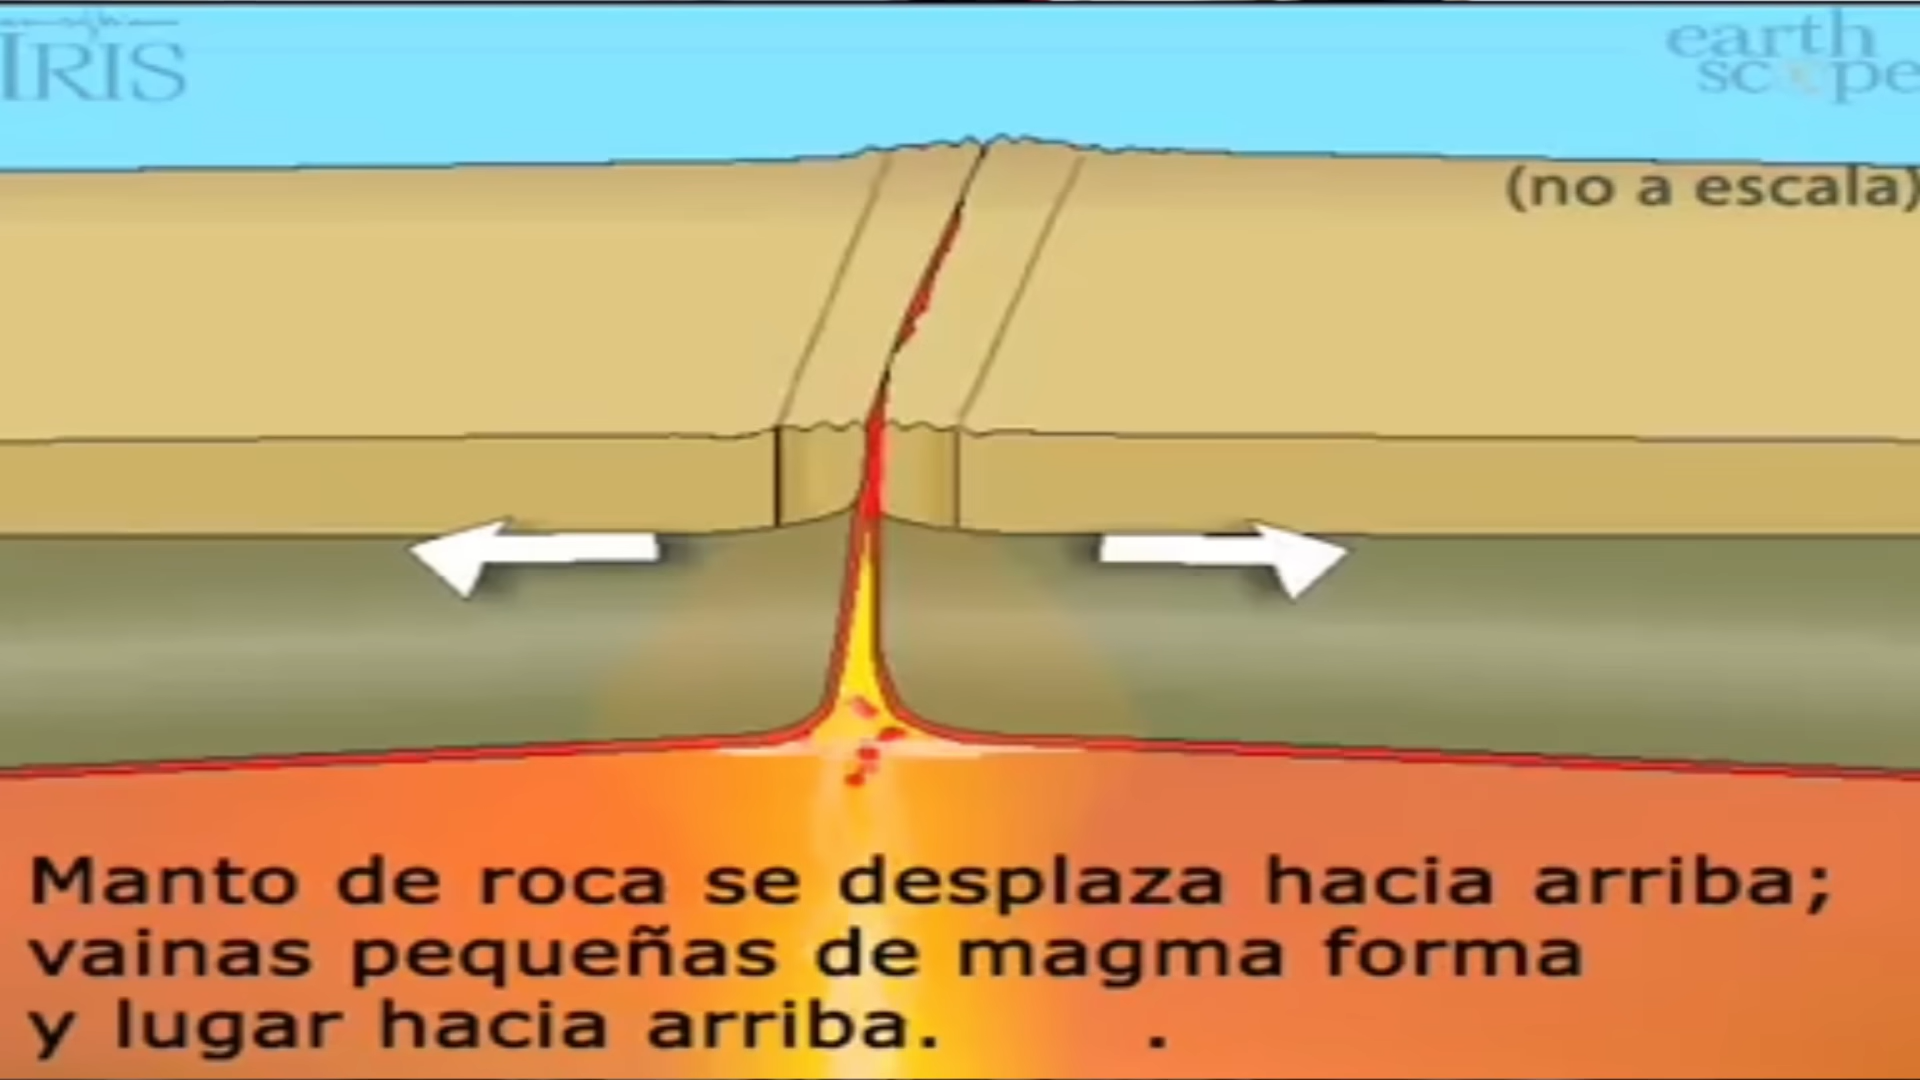 IRIS
earth
scope
(no a escala)
Manto de roca se desplaza hacia arriba;
vainas pequeñas de magma forma
y lugar hacia arriba. .